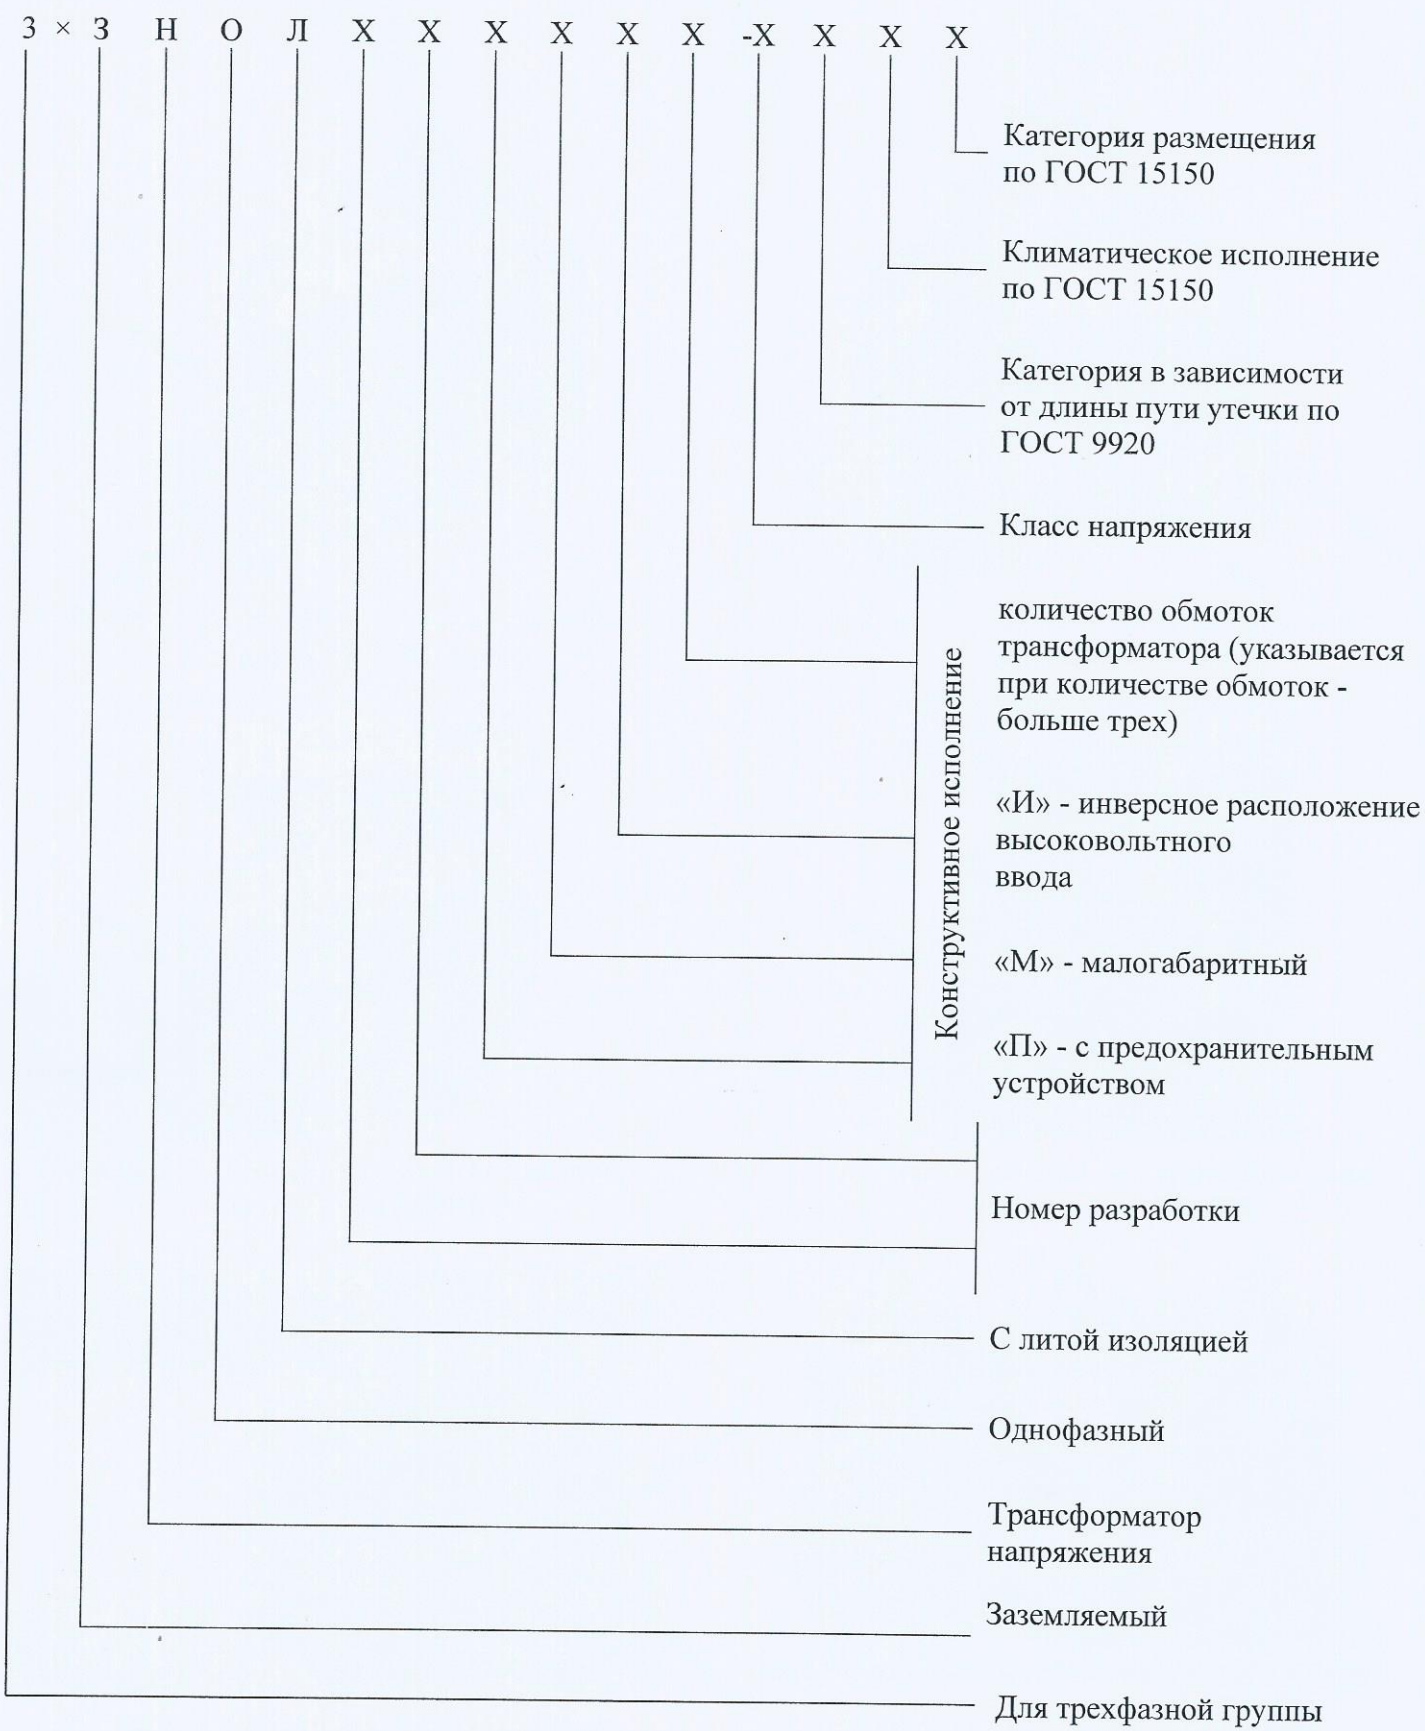 3 × З Н О Л Х Х Х Х Х Х -Х Х Х Х
Категория размещения
по ГОСТ 15150
Климатическое исполнение
по ГОСТ 15150
Категория в зависимости
от длины пути утечки по
ГОСТ 9920
Класс напряжения
Конструктивное исполнение
количество обмоток
трансформатора (указывается
при количестве обмоток -
больше трех)
«И» - инверсное расположение
высоковольтного
ввода
«М» - малогабаритный
«П» - с предохранительным
устройством
Номер разработки
С литой изоляцией
Однофазный
Трансформатор
напряжения
Заземляемый
Для трехфазной группы